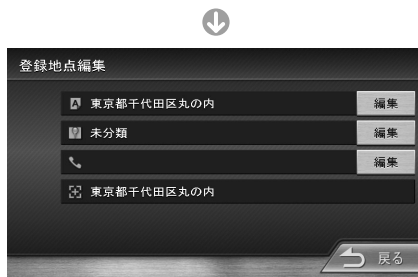 登録地点編集
東京都千代田区丸の内 編集
未分類 編集
編集
東京都千代田区丸の内
戻る